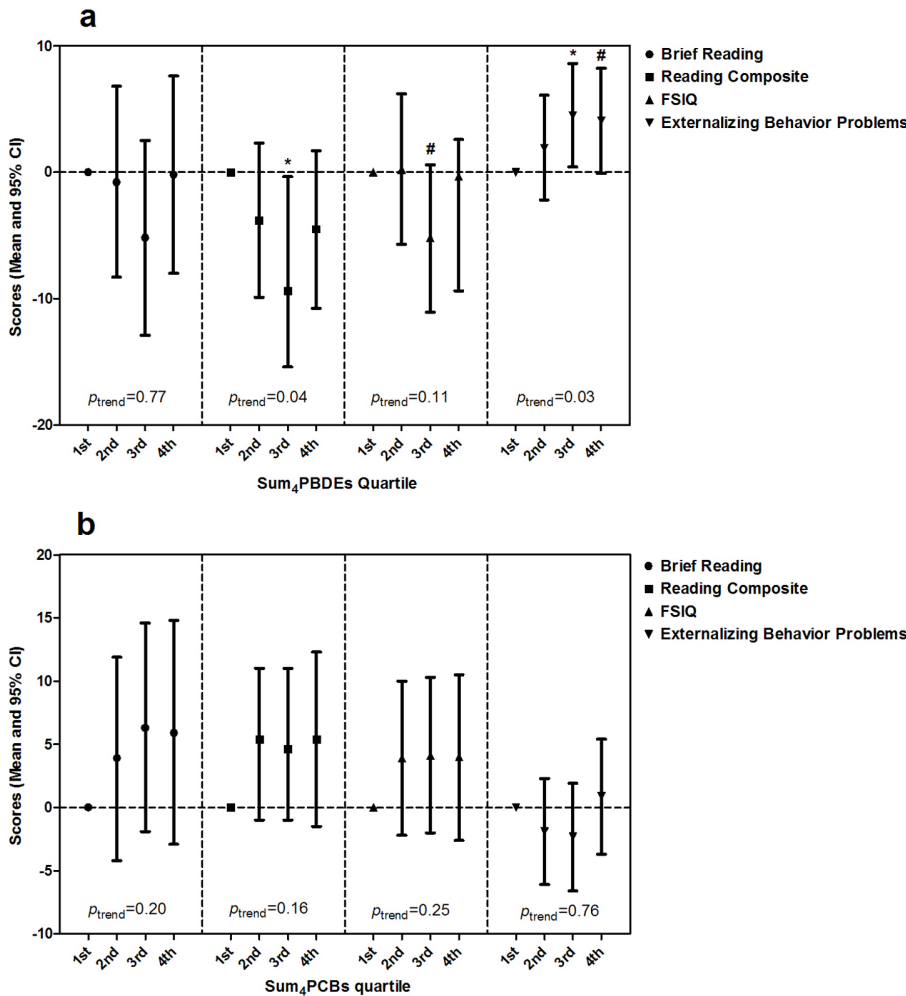 a
10
0
-10
-20
Scores (Mean and 95% CI)
* # * #
Brief Reading
Reading Composite
FSIQ
Externalizing Behavior Problems
ptrend=0.77 ptrend=0.04 ptrend=0.11 ptrend=0.03
1st 2nd 3rd 4th 1st 2nd 3rd 4th 1st 2nd 3rd 4th 1st 2nd 3rd 4th
Sum4PBDEs Quartile
b
20
15
10
5
0
-5
-10
Scores (Mean and 95% CI)
Brief Reading
Reading Composite
FSIQ
Externalizing Behavior Problems
ptrend=0.20 ptrend=0.16 ptrend=0.25 ptrend=0.76
1st 2nd 3rd 4th 1st 2nd 3rd 4th 1st 2nd 3rd 4th 1st 2nd 3rd 4th
Sum4PCBs quartile